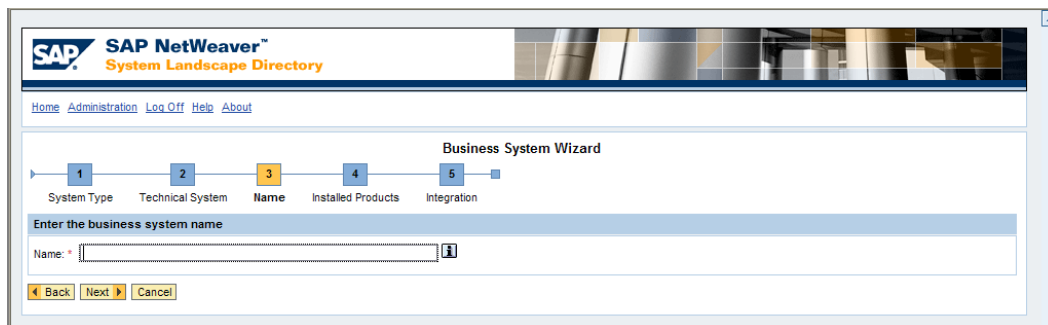 SAP
SAP NetWeaver™
System Landscape Directory
Home Administration Log Off Help About
Business System Wizard
1 2 3 4 5
System Type Technical System Name Installed Products Integration
Enter the business system name
Name: *
Back Next Cancel